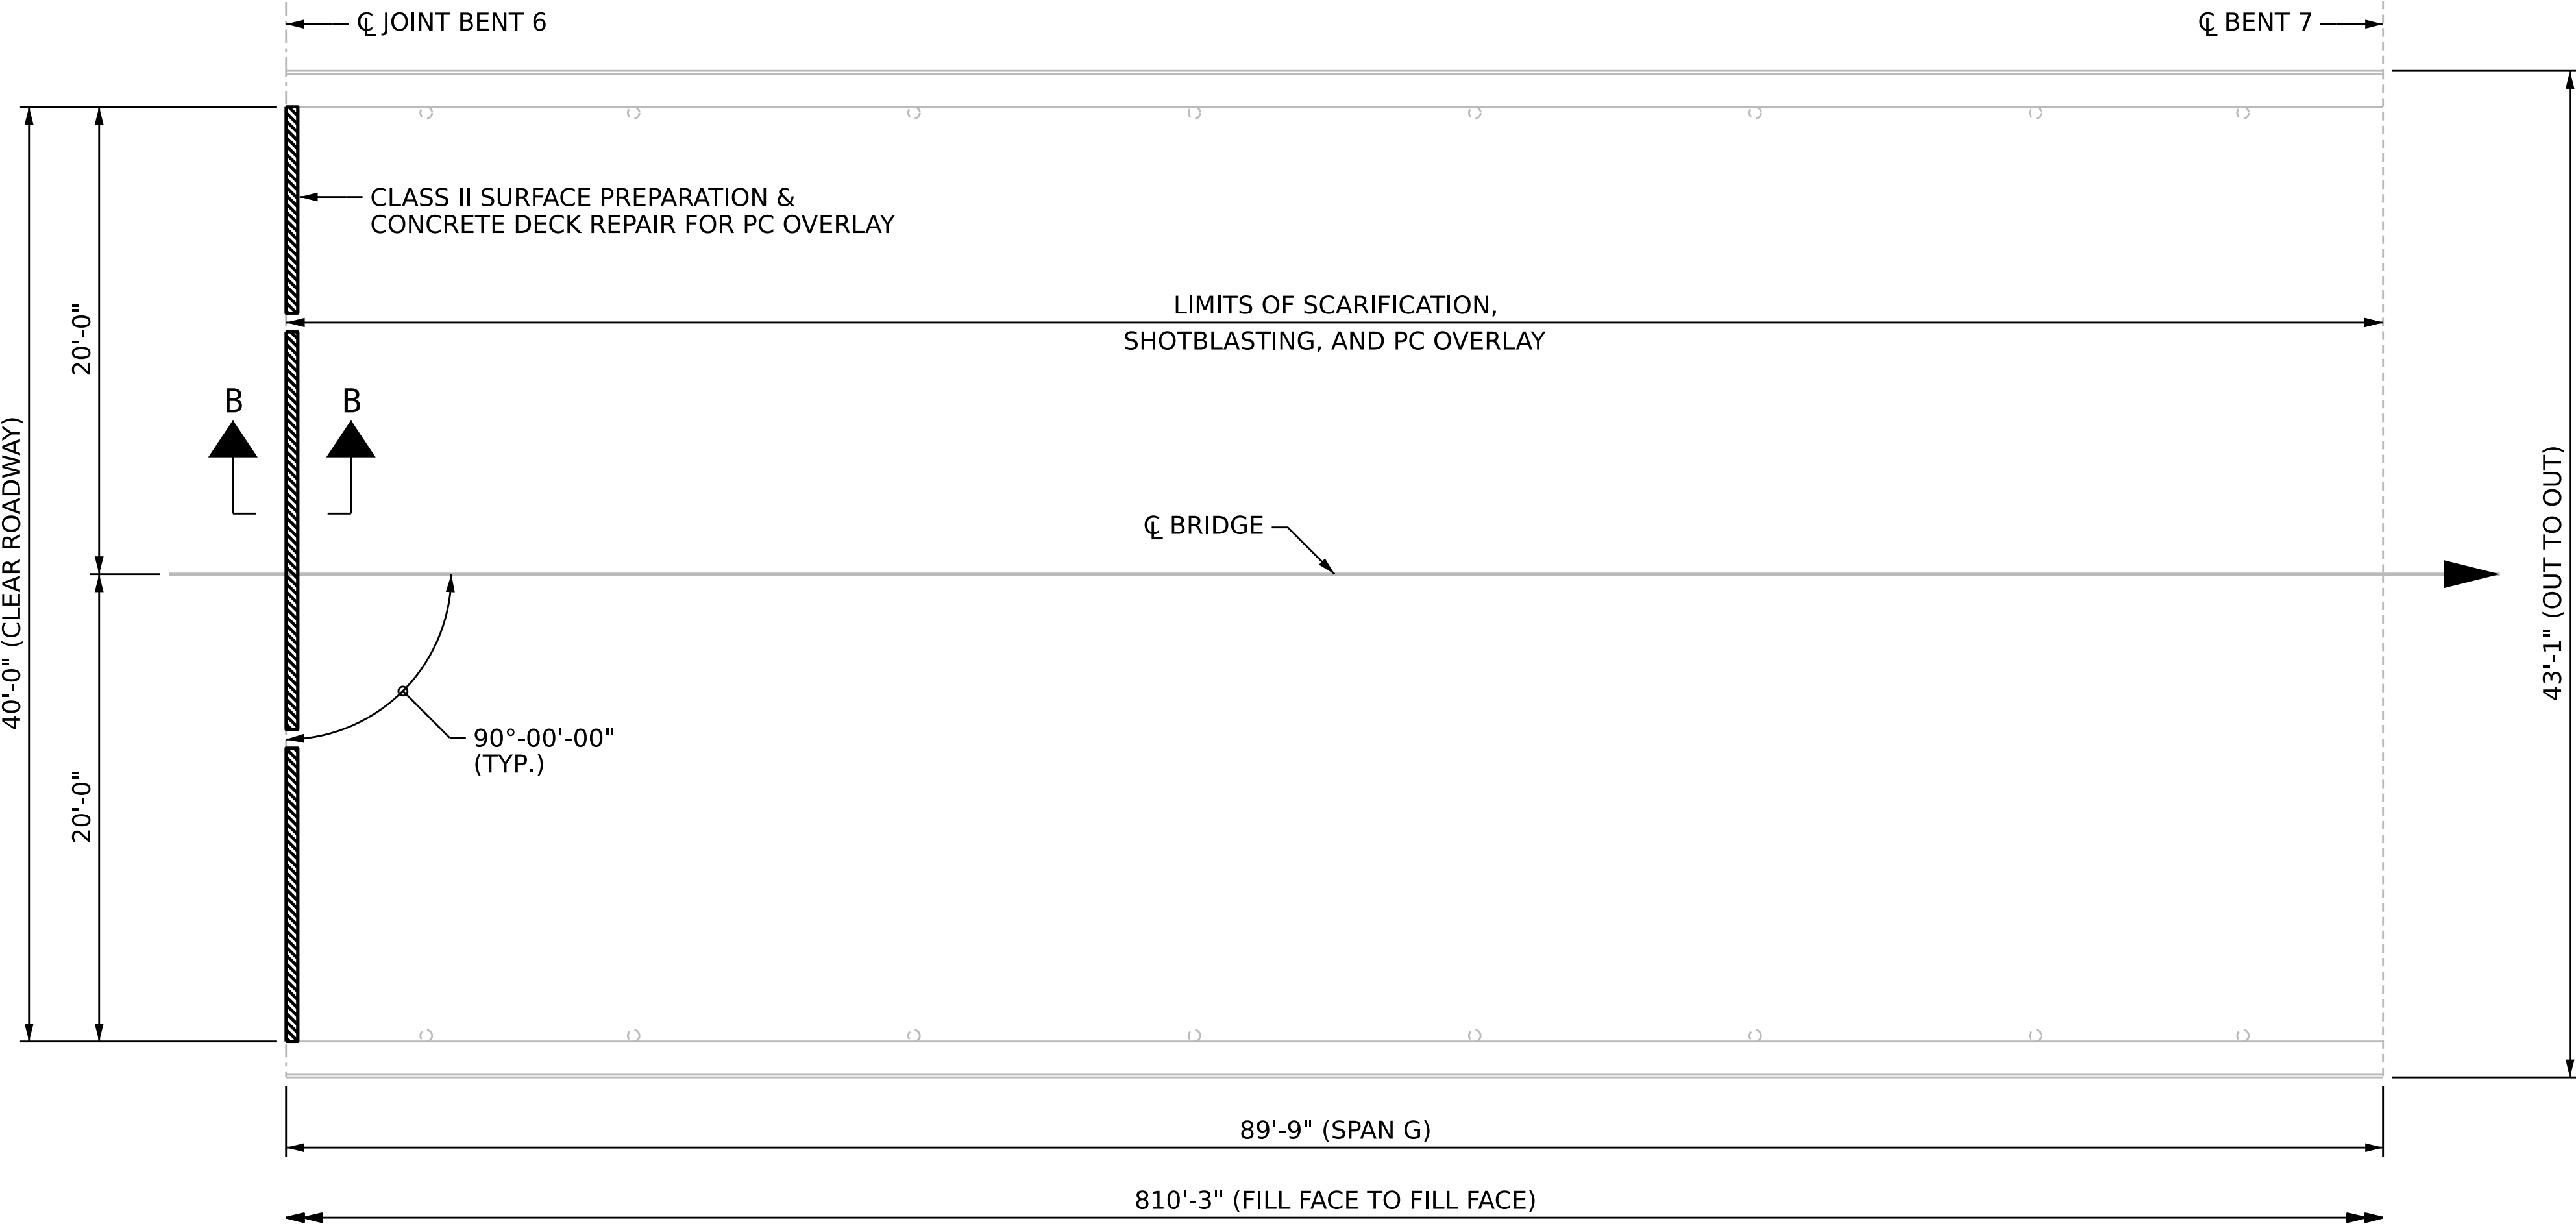 ℄ JOINT BENT 6
℄ BENT 7
CLASS II SURFACE PREPARATION &
CONCRETE DECK REPAIR FOR PC OVERLAY
LIMITS OF SCARIFICATION,
SHOTBLASTING, AND PC OVERLAY
20'-0"
B
B
40'-0" (CLEAR ROADWAY)
43'-1" (OUT TO OUT)
℄ BRIDGE
90°-00'-00"
(TYP.)
20'-0"
89'-9" (SPAN G)
810'-3" (FILL FACE TO FILL FACE)